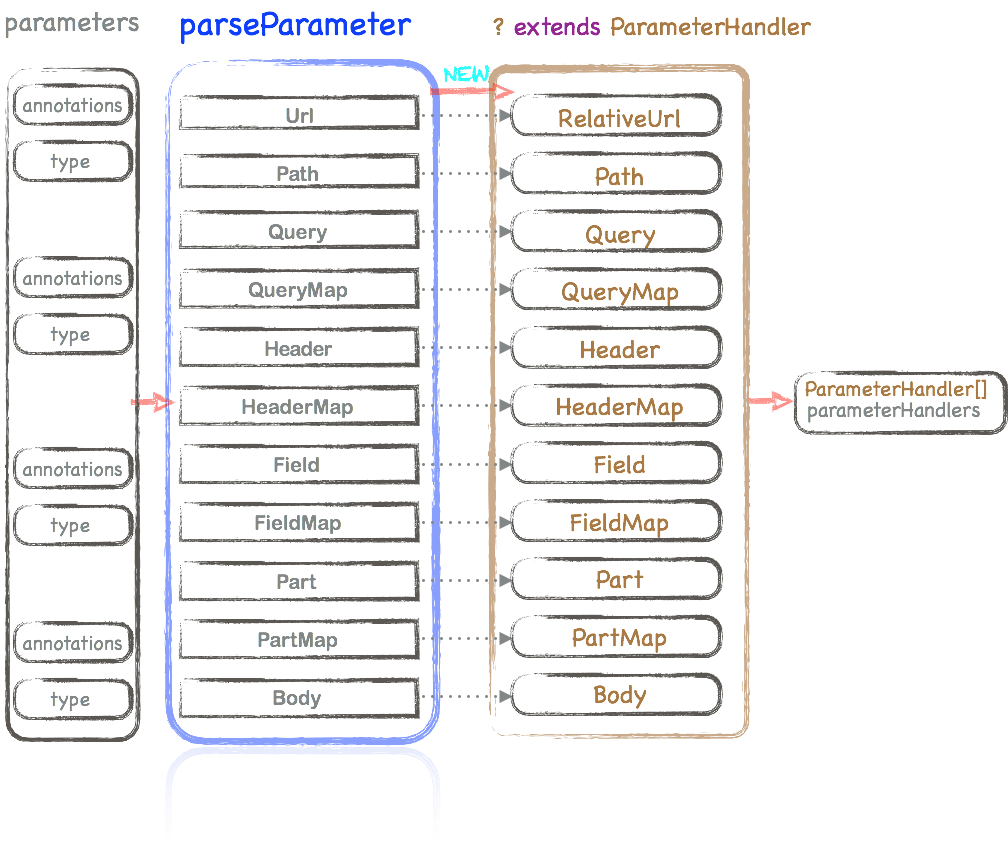 parameters
parseParameter
? extends ParameterHandler
NEW
annotations
type
annotations
type
annotations
type
annotations
type
Url
Path
Query
QueryMap
Header
HeaderMap
Field
FieldMap
Part
PartMap
Body
RelativeUrl
Path
Query
QueryMap
Header
HeaderMap
Field
FieldMap
Part
PartMap
Body
ParameterHandler[]
parameterHandlers